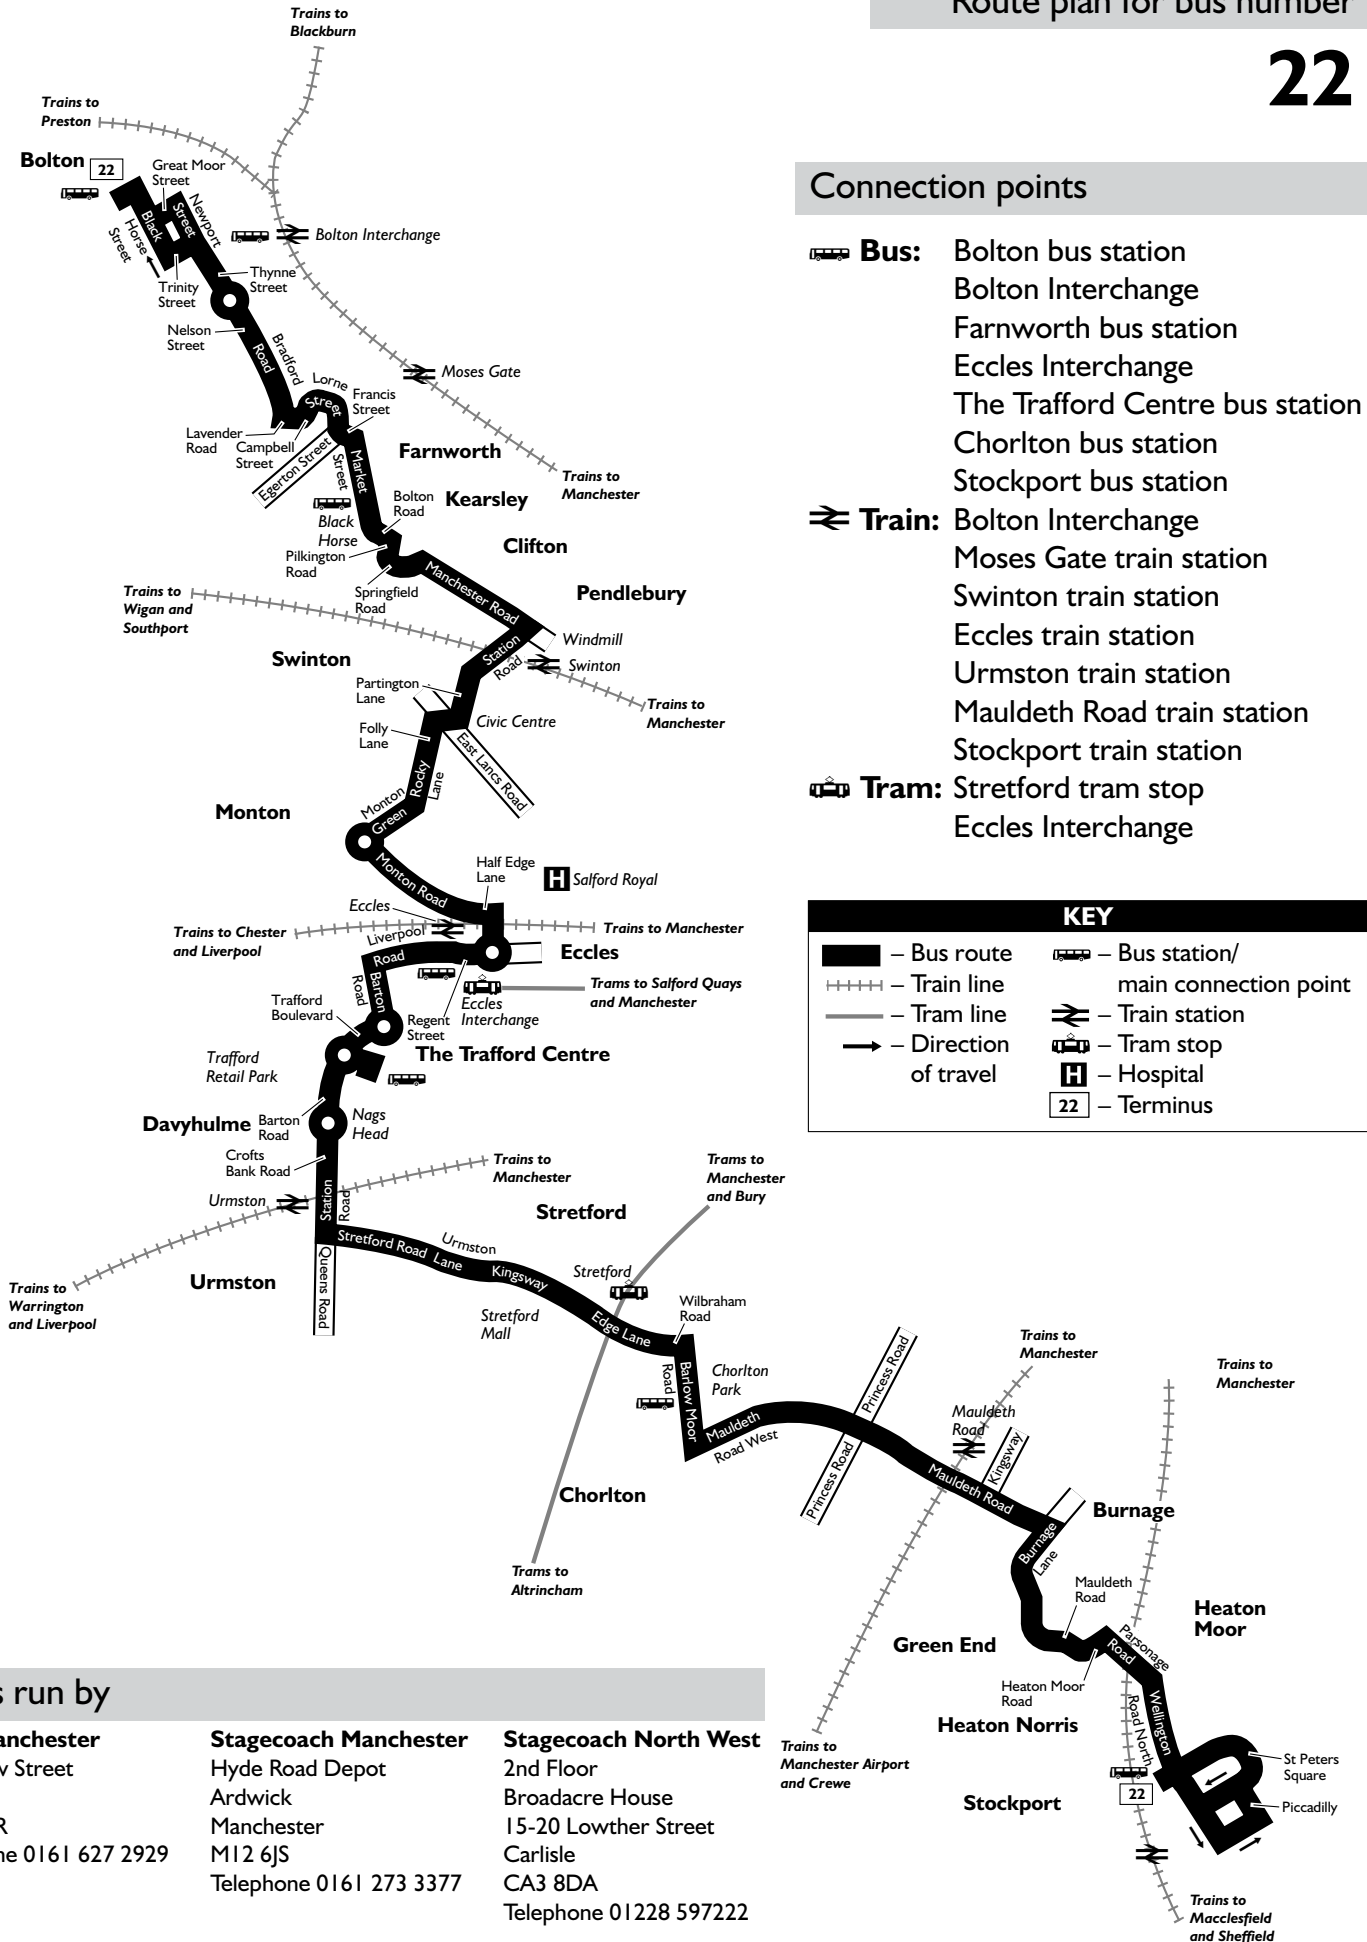 Route plan for bus number
22
Trains to
Blackburn
Trains to
Preston
Bolton
22
Great Moor
Street
Newport
Street
Black
Horse
Street
Bolton Interchange
Trinity
Street
Thynne
Street
Nelson
Street
Bradford
Road
Moses Gate
Lorne
Street
Francis
Street
Lavender
Road
Campbell
Street
Egerton Street
Farnworth
Market
Street
Trains to
Manchester
Bolton
Road
Kearsley
Black
Horse
Pilkington
Road
Clifton
Springfield
Road
Manchester Road
Pendlebury
Trains to
Wigan and
Southport
Windmill
Station
Road
Swinton
Swinton
Partington
Lane
Trains to
Manchester
Civic Centre
Folly
Lane
East Lancs Road
Rocky
Lane
Monton
Monton
Green
Monton Road
Half Edge
Lane
H
Salford Royal
Eccles
Trains to Chester
and Liverpool
Trains to Manchester
Liverpool
Road
Eccles
Barton
Road
Trams to Salford Quays
and Manchester
Eccles
Interchange
Regent
Street
Trafford
Boulevard
The Trafford Centre
Trafford
Retail Park
Davyhulme
Barton
Road
Nags
Head
Crofts
Bank Road
Trains to
Manchester
Urmston
Station
Road
Trams to
Manchester
and Bury
Stretford
Stretford Road
Urmston
Lane
Kingsway
Queens Road
Urmston
Trains to
Warrington
and Liverpool
Stretford
Stretford
Mall
Edge Lane
Wilbraham
Road
Barlow Moor
Road
Chorlton
Park
Mauldeth
Road West
Princess Road
Princess Road
Trains to
Manchester
Mauldeth
Road
Kingsway
Trains to
Manchester
Chorlton
Mauldeth Road
Burnage
Burnage
Lane
Trams to
Altrincham
Mauldeth
Road
Heaton
Moor
Green End
Parsonage
Road
Heaton Moor
Road
Heaton Norris
Wellington
Road North
Trains to
Manchester Airport
and Crewe
St Peters
Square
Stockport
22
Piccadilly
Trains to
Macclesfield
and Sheffield
Connection points
Bus: Bolton bus station
Bolton Interchange
Farnworth bus station
Eccles Interchange
The Trafford Centre bus station
Chorlton bus station
Stockport bus station
Train: Bolton Interchange
Moses Gate train station
Swinton train station
Eccles train station
Urmston train station
Mauldeth Road train station
Stockport train station
Tram: Stretford tram stop
Eccles Interchange
KEY
– Bus route
– Train line
– Tram line
– Direction
of travel
– Bus station/
main connection point
– Train station
– Tram stop
H – Hospital
22 – Terminus
s run by
Stagecoach Manchester
Hyde Road Depot
Ardwick
Manchester
M12 6JS
Telephone 0161 273 3377
Stagecoach North West
2nd Floor
Broadacre House
15-20 Lowther Street
Carlisle
CA3 8DA
Telephone 01228 597222
anchester
Street
R
ne 0161 627 2929